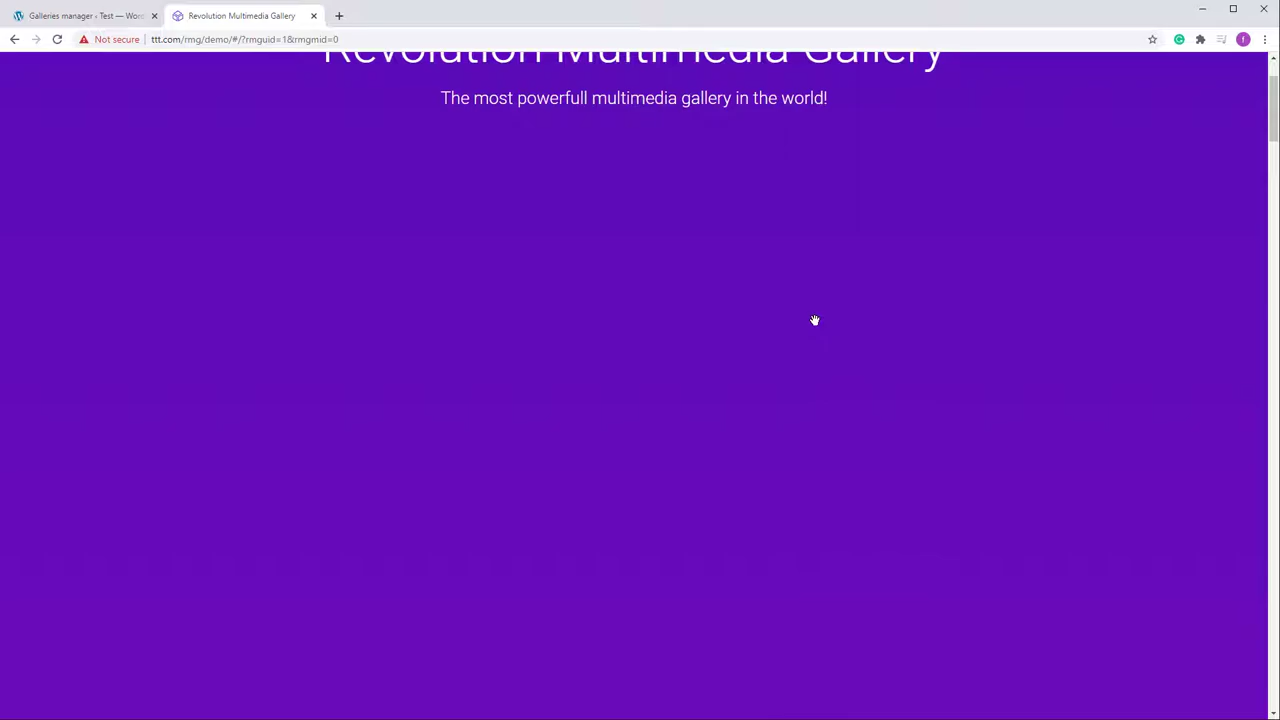 Galleries manager ‹ Test — Wor
Revolution Multimedia Gallery
Not secure
ttt.com/rmg/demo/#/?rmguid=1&rmgmid=0
f
Revolution Multimedia Gallery
The most powerfull multimedia gallery in the world!